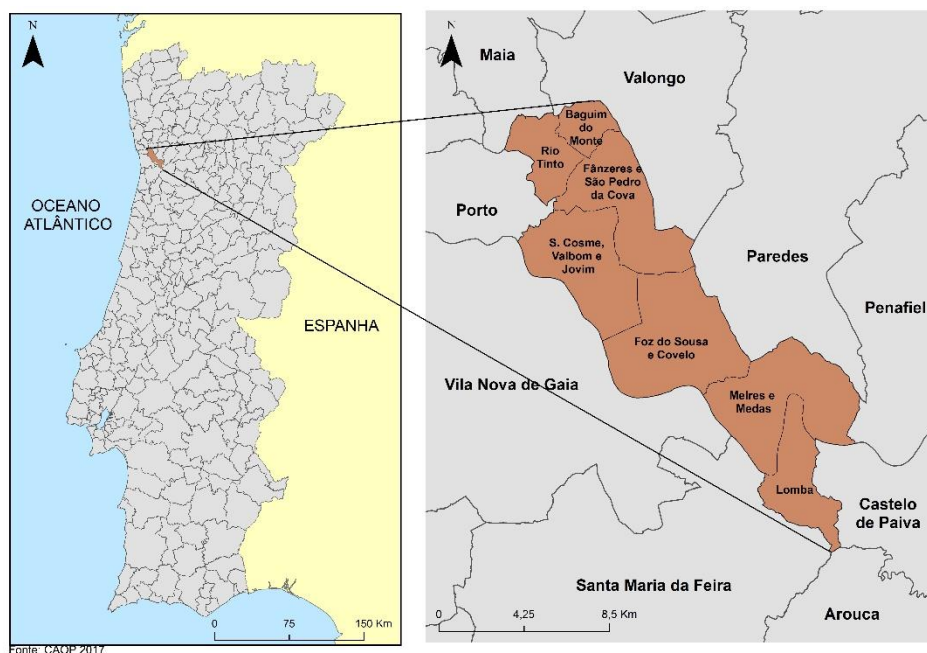 N
OCEANO
ATLÂNTICO
ESPANHA
0 75 150 Km
Fonte: CAOP 2017
N
Maia
Valongo
Baguim
do
Monte
Rio
Tinto
Fânzeres e
São Pedro
da Cova
Porto
S. Cosme,
Valbom e
Jovim
Paredes
Penafiel
Foz do Sousa
e Covelo
Vila Nova de Gaia
Melres e
Medas
Lomba
Castelo
de Paiva
Santa Maria da Feira
Arouca
0 4,25 8,5 Km